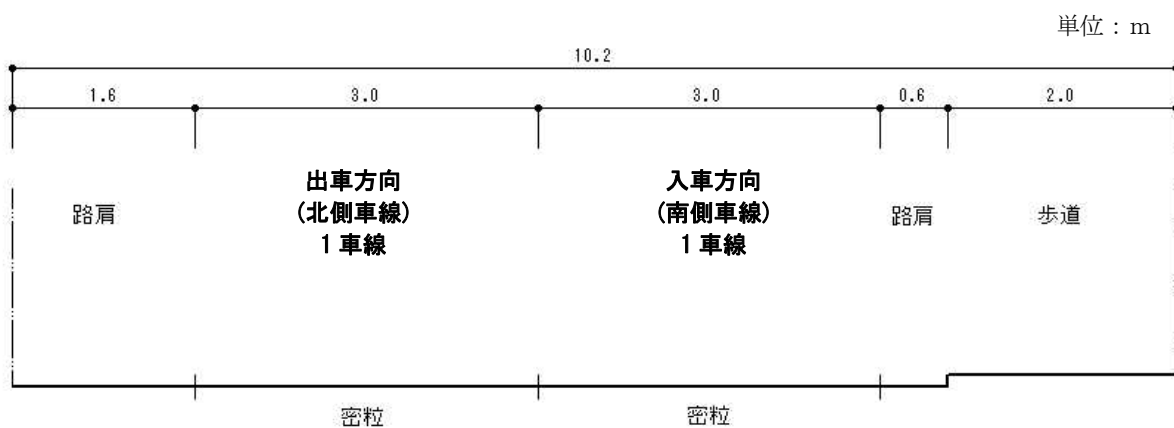 単位：m
10.2
1.6
3.0
3.0
0.6
2.0
路肩
出車方向
(北側車線)
1車線
入車方向
(南側車線)
1車線
路肩
歩道
密粒
密粒